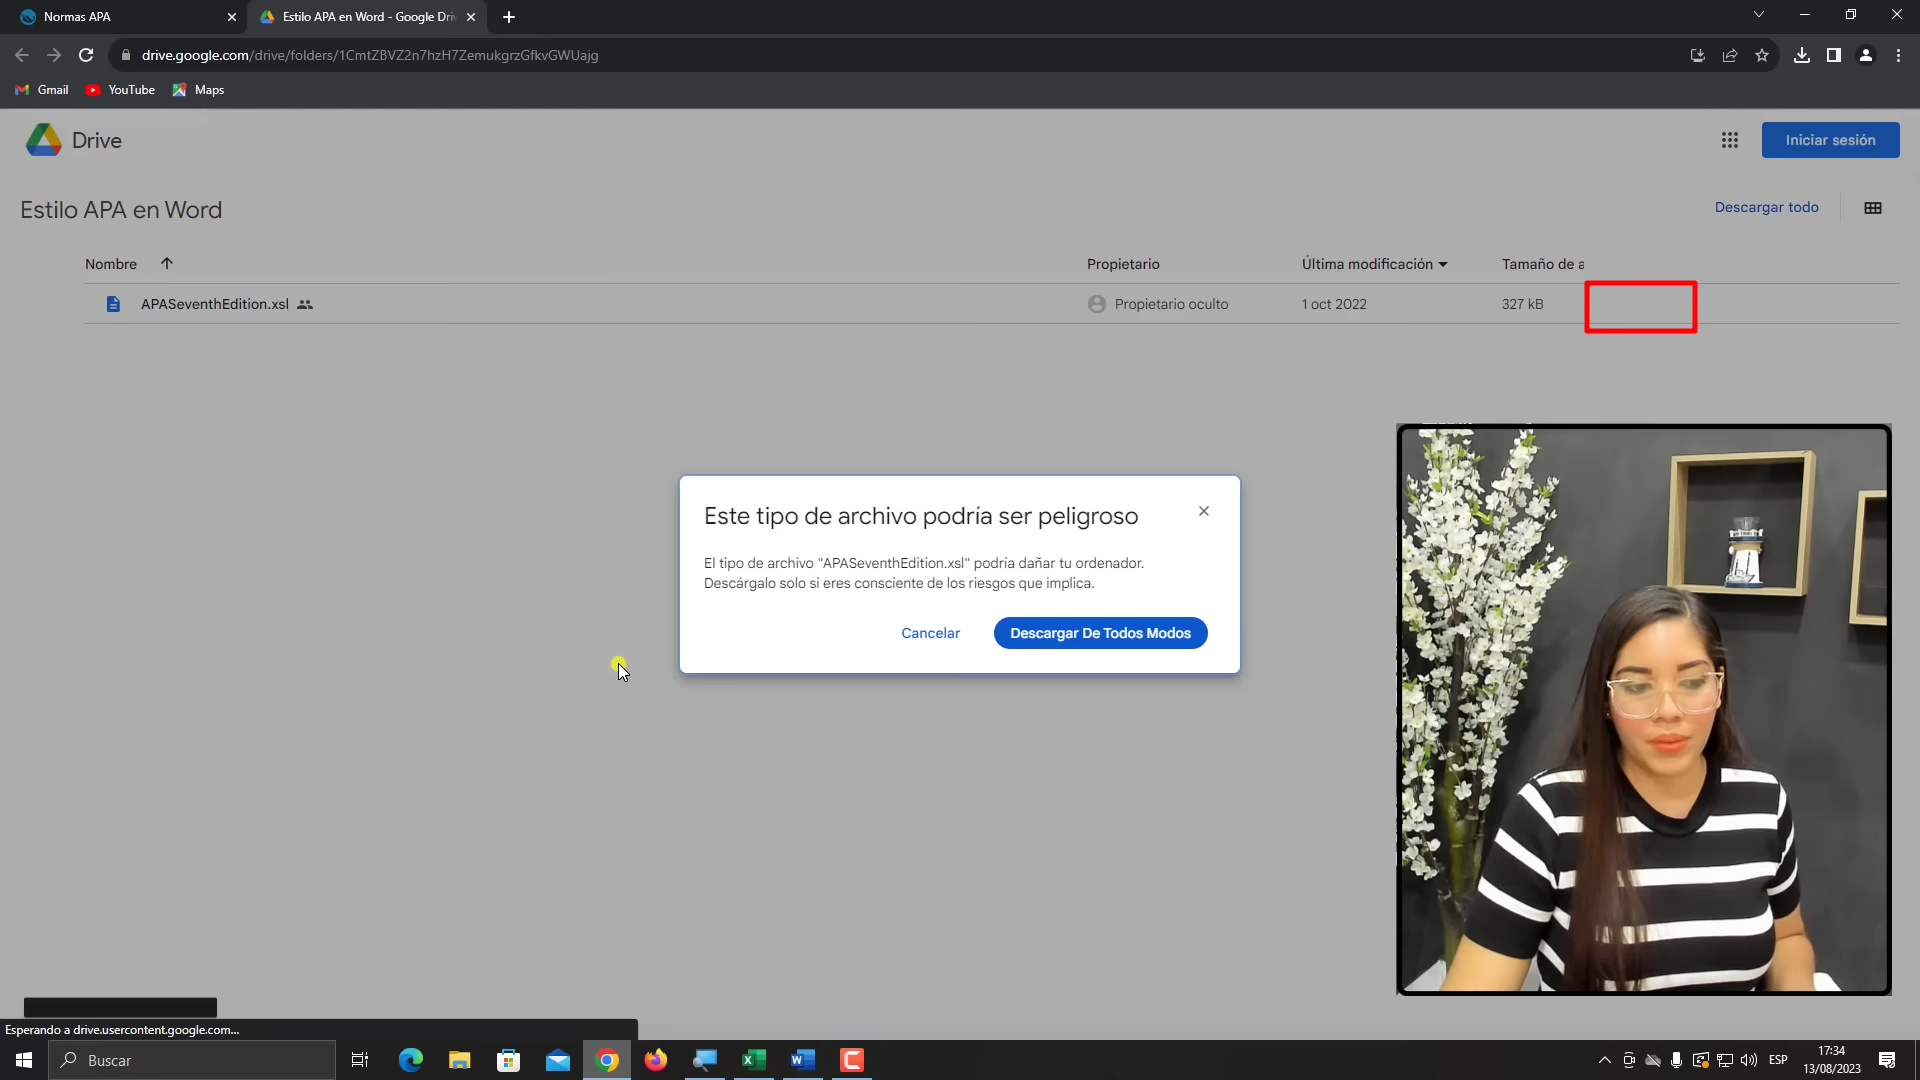 Normas APA
Estilo APA en Word - Google Dri
drive.google.com/drive/folders/1CmtZBVZ2n7hzH7ZemukgrzGfkvGWUajg
Gmail
YouTube
Maps
Drive
Iniciar sesión
Estilo APA en Word
Descargar todo
Nombre
Propietario
Última modificación
Tamaño de a
APASeventhEdition.xsl
Propietario oculto
1 oct 2022
327 kB
Este tipo de archivo podría ser peligroso
El tipo de archivo "APASeventhEdition.xsl" podría dañar tu ordenador.
Descárgalo solo si eres consciente de los riesgos que implica.
Cancelar
Descargar De Todos Modos
Esperando a drive.usercontent.google.com...
Buscar
ESP
17:34
13/08/2023